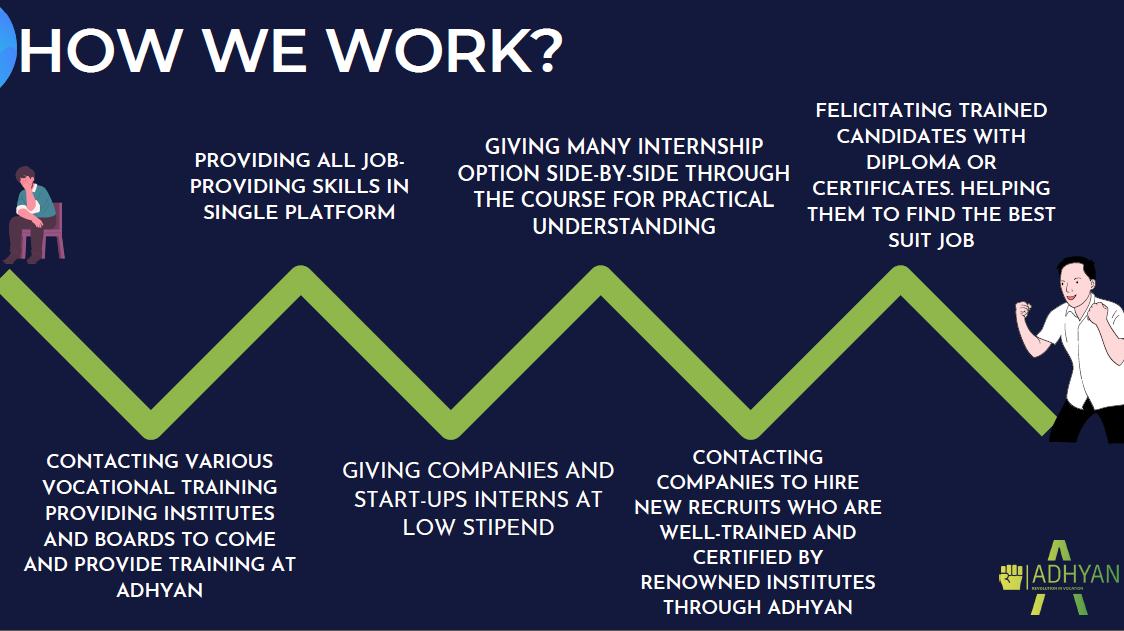 HOW WE WORK?
FELICITATING TRAINED
CANDIDATES WITH
DIPLOMA OR
CERTIFICATES. HELPING
THEM TO FIND THE BEST
SUIT JOB
GIVING MANY INTERNSHIP
OPTION SIDE-BY-SIDE THROUGH
THE COURSE FOR PRACTICAL
UNDERSTANDING
PROVIDING ALL JOB-
PROVIDING SKILLS IN
SINGLE PLATFORM
CONTACTING VARIOUS
VOCATIONAL TRAINING
PROVIDING INSTITUTES
AND BOARDS TO COME
AND PROVIDE TRAINING AT
ADHYAN
GIVING COMPANIES AND
START-UPS INTERNS AT
LOW STIPEND
CONTACTING
COMPANIES TO HIRE
NEW RECRUITS WHO ARE
WELL-TRAINED AND
CERTIFIED BY
RENOWNED INSTITUTES
THROUGH ADHYAN
ADHYAN
REVOLUTION IN VOCATION